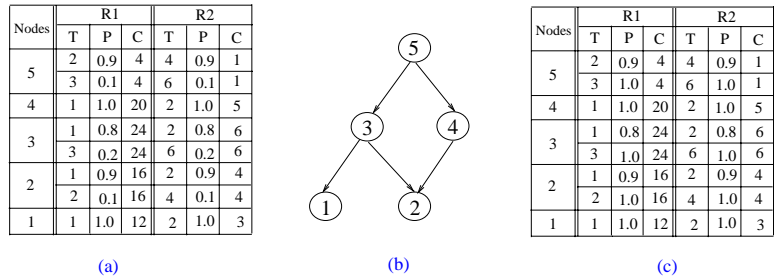 Nodes R1 R2
T P C T P C
5 2 0.9 4 4 0.9 1
3 0.1 4 6 0.1 1
4 1 1.0 20 2 1.0 5
3 1 0.8 24 2 0.8 6
3 0.2 24 6 0.2 6
2 1 0.9 16 2 0.9 4
2 0.1 16 4 0.1 4
1 1 1.0 12 2 1.0 3
(a)
5
3 4
1 2
(b)
Nodes R1 R2
T P C T P C
5 2 0.9 4 4 0.9 1
3 1.0 4 6 1.0 1
4 1 1.0 20 2 1.0 5
3 1 0.8 24 2 0.8 6
3 1.0 24 6 1.0 6
2 1 0.9 16 2 0.9 4
2 1.0 16 4 1.0 4
1 1 1.0 12 2 1.0 3
(c)